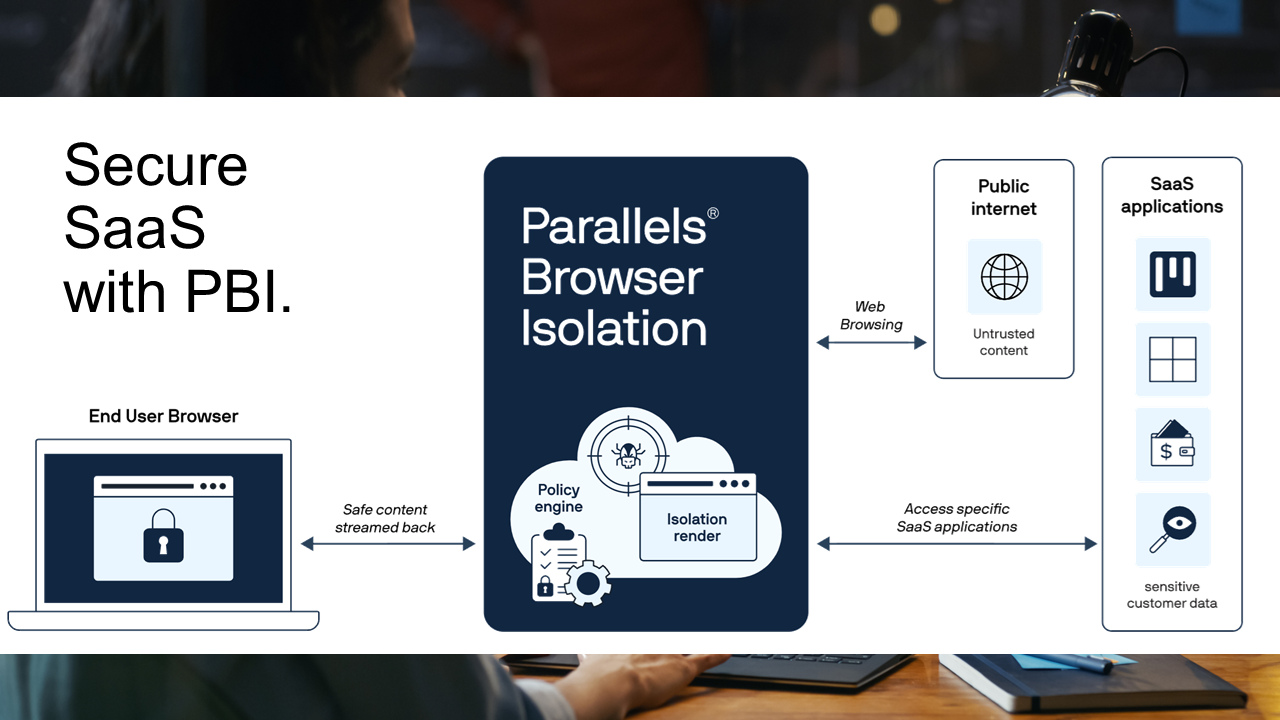 Secure
SaaS
with PBI.
End User Browser
Safe content
streamed back
Parallels®
Browser
Isolation
Policy
engine
Isolation
render
Web
Browsing
Public
internet
Untrusted
content
Access specific
SaaS applications
SaaS
applications
$
sensitive
customer data